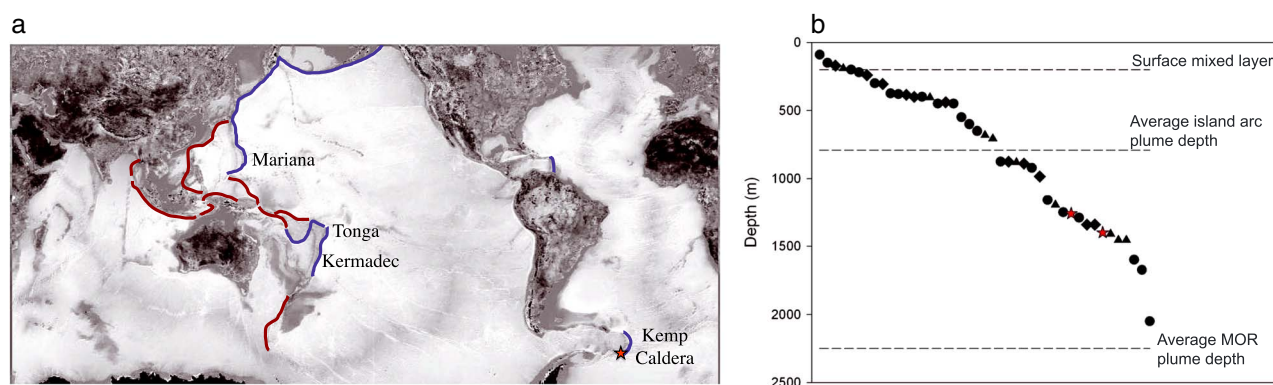 a
Mariana
Tonga
Kermadec
Kemp
Caldera
b
0
500
1000
1500
2000
2500
Depth (m)
Surface mixed layer
Average island arc
plume depth
Average MOR
plume depth